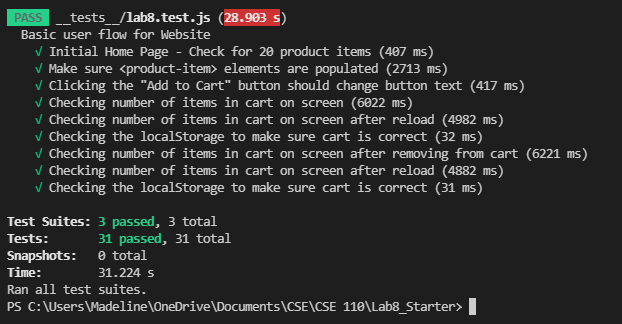 PASS __tests__/lab8.test.js (28.903 s)
Basic user flow for Website
√ Initial Home Page - Check for 20 product items (407 ms)
√ Make sure <product-item> elements are populated (2713 ms)
√ Clicking the "Add to Cart" button should change button text (417 ms)
√ Checking number of items in cart on screen (6022 ms)
√ Checking number of items in cart on screen after reload (4982 ms)
√ Checking the localStorage to make sure cart is correct (32 ms)
√ Checking number of items in cart on screen after removing from cart (6221 ms)
√ Checking number of items in cart on screen after reload (4882 ms)
√ Checking the localStorage to make sure cart is correct (31 ms)
Test Suites: 3 passed, 3 total
Tests: 31 passed, 31 total
Snapshots: 0 total
Time: 31.224 s
Ran all test suites.
PS C:\Users\Madeline\OneDrive\Documents\CSE\CSE 110\Lab8_Starter>